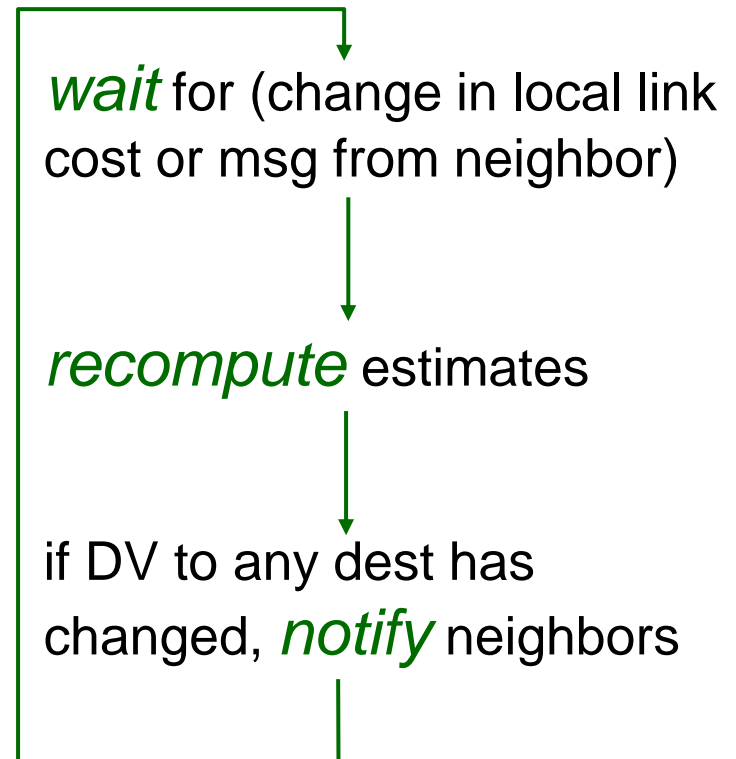 wait for (change in local link
cost or msg from neighbor)
recompute estimates
if DV to any dest has
changed, notify neighbors